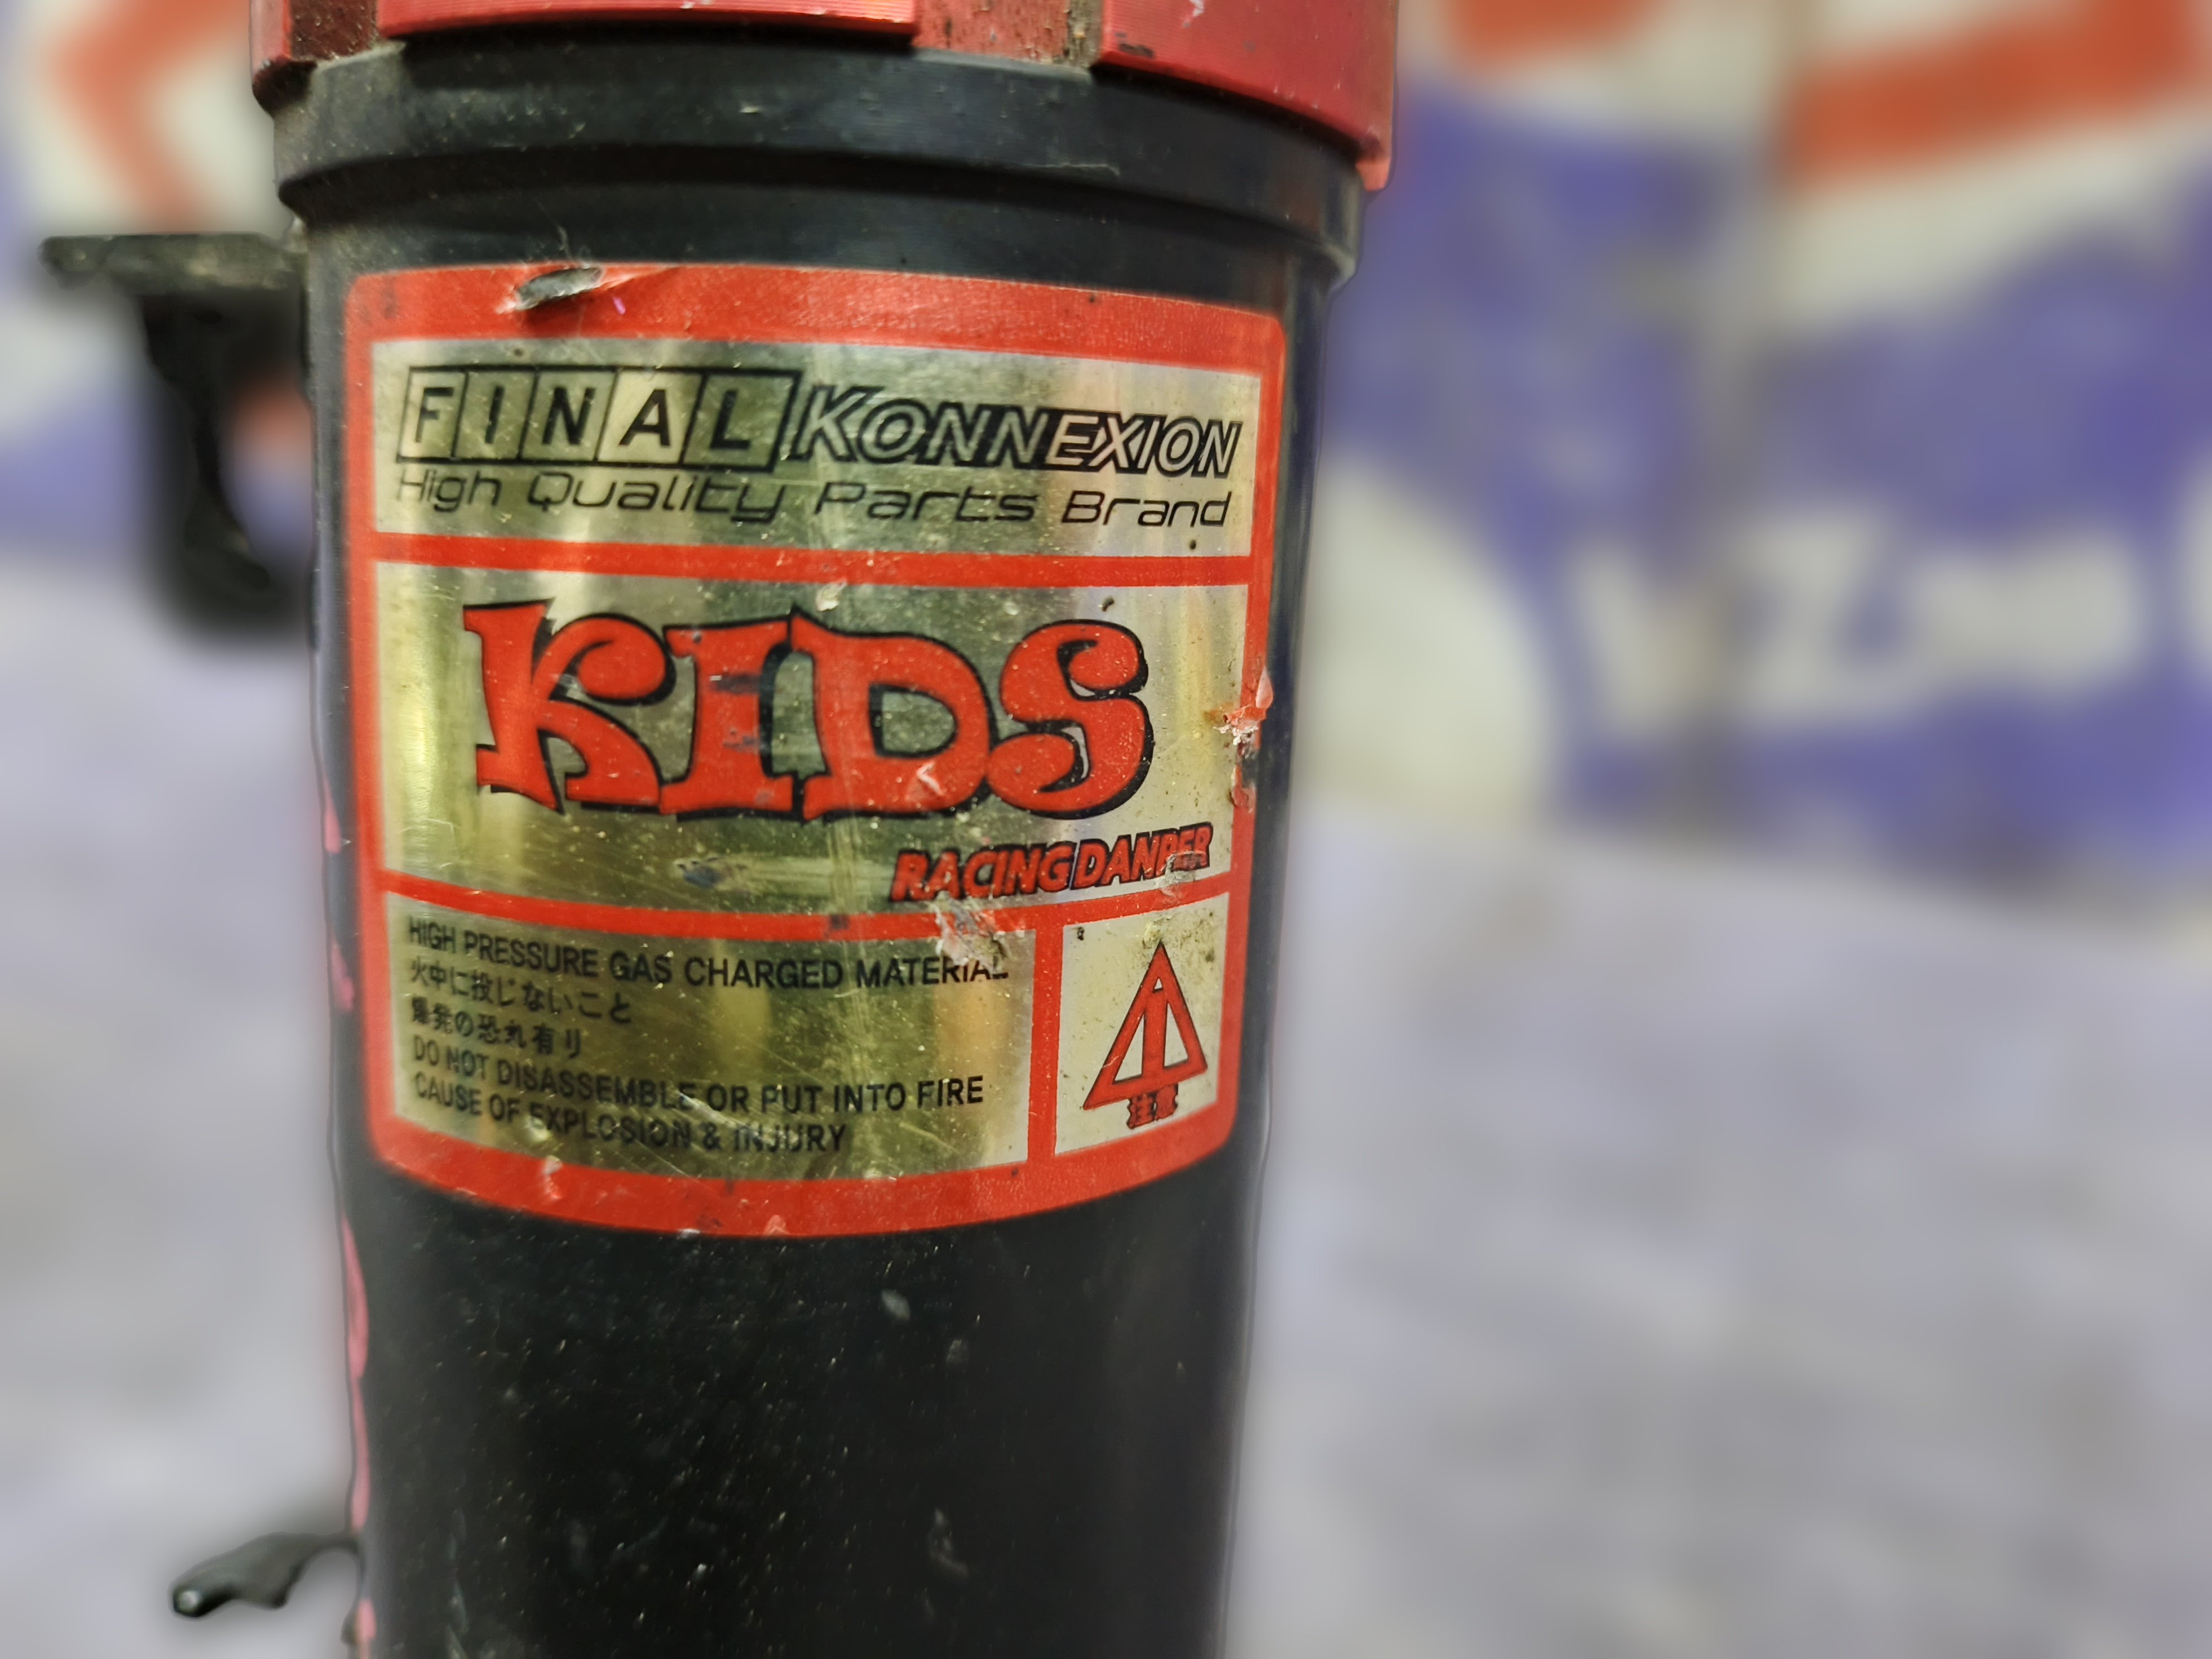 FINAL KONNEXION
High Quality Parts Brand
KIDS
RACING DANPER
HIGH PRESSURE GAS CHARGED MATERIAL
火中に投じないこと
爆発の恐れ有り
DO NOT DISASSEMBLE OR PUT INTO FIRE
CAUSE OF EXPLOSION & INJURY
注意